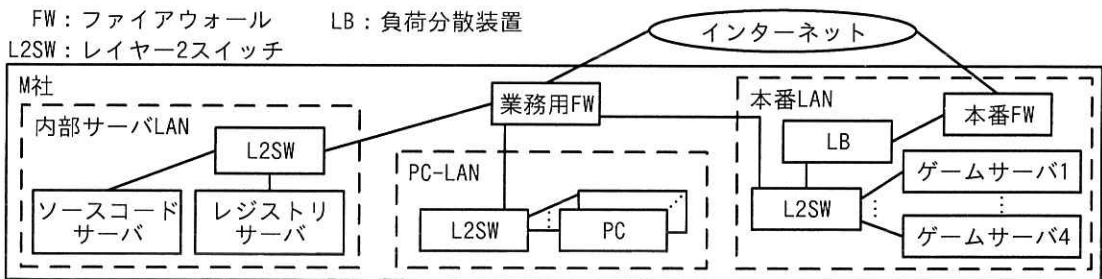 FW：ファイアウォール　LB：負荷分散装置
L2SW：レイヤー2スイッチ
インターネット
M社
内部サーバLAN
L2SW
ソースコード
サーバ
レジストリ
サーバ
業務用FW
PC-LAN
L2SW
PC
本番LAN
本番FW
LB
L2SW
ゲームサーバ1
ゲームサーバ4